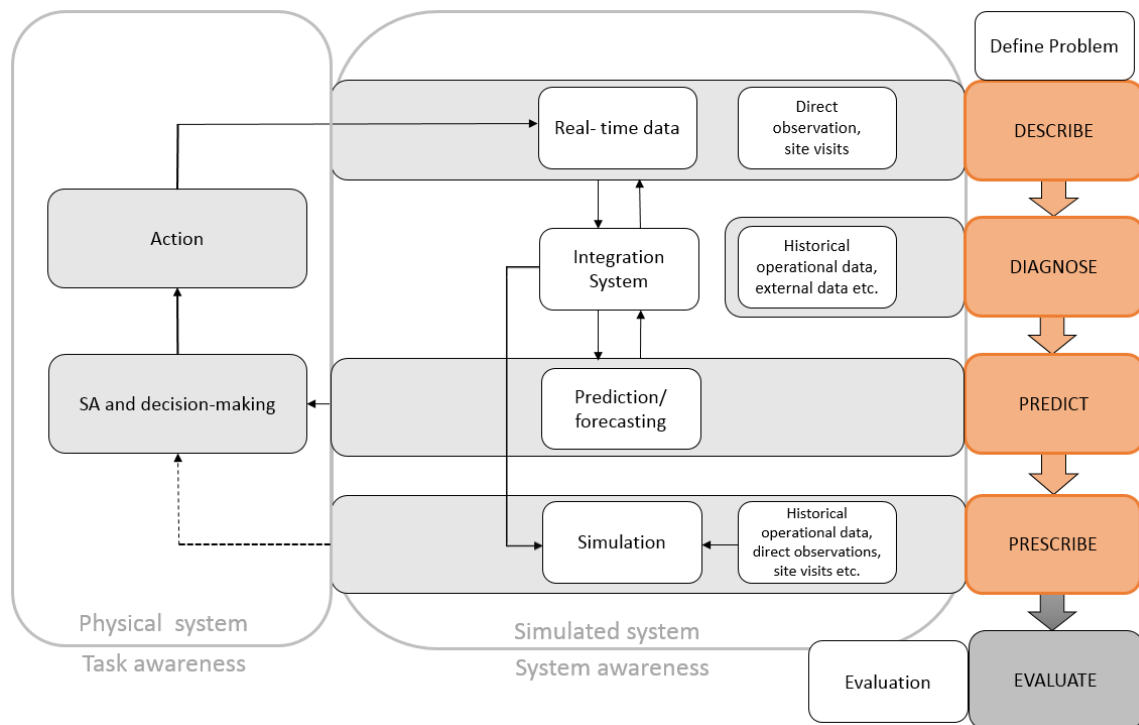 Define Problem
Real- time data
Direct
observation,
site visits
DESCRIBE
Action
Integration
System
Historical
operational data,
external data etc.
DIAGNOSE
SA and decision-making
Prediction/
forecasting
PREDICT
Simulation
Historical
operational data,
direct observations,
site visits etc.
PRESCRIBE
Physical system
Task awareness
Simulated system
System awareness
Evaluation
EVALUATE